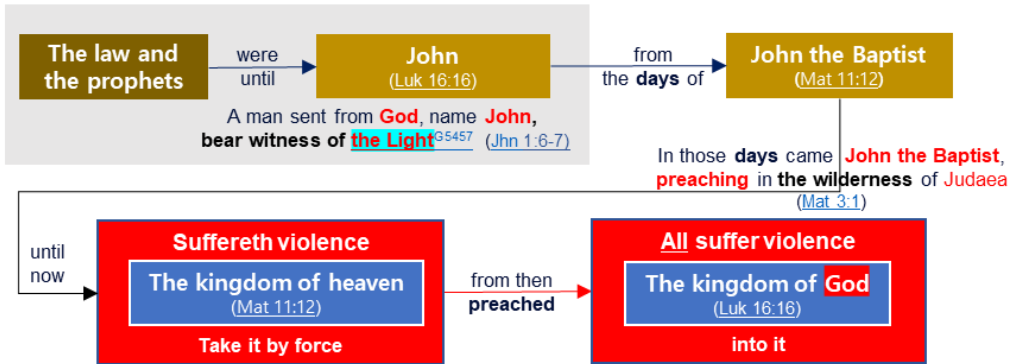 The law and
the prophets
were
until
John
(Luk 16:16)
from
the days of
John the Baptist
(Mat 11:12)
A man sent from God, name John,
bear witness of the LightG5457 (Jhn 1:6-7)
In those days came John the Baptist,
preaching in the wilderness of Judaea
(Mat 3:1)
until
now
Suffereth violence
The kingdom of heaven
(Mat 11:12)
Take it by force
from then
preached
All suffer violence
The kingdom of God
(Luk 16:16)
into it